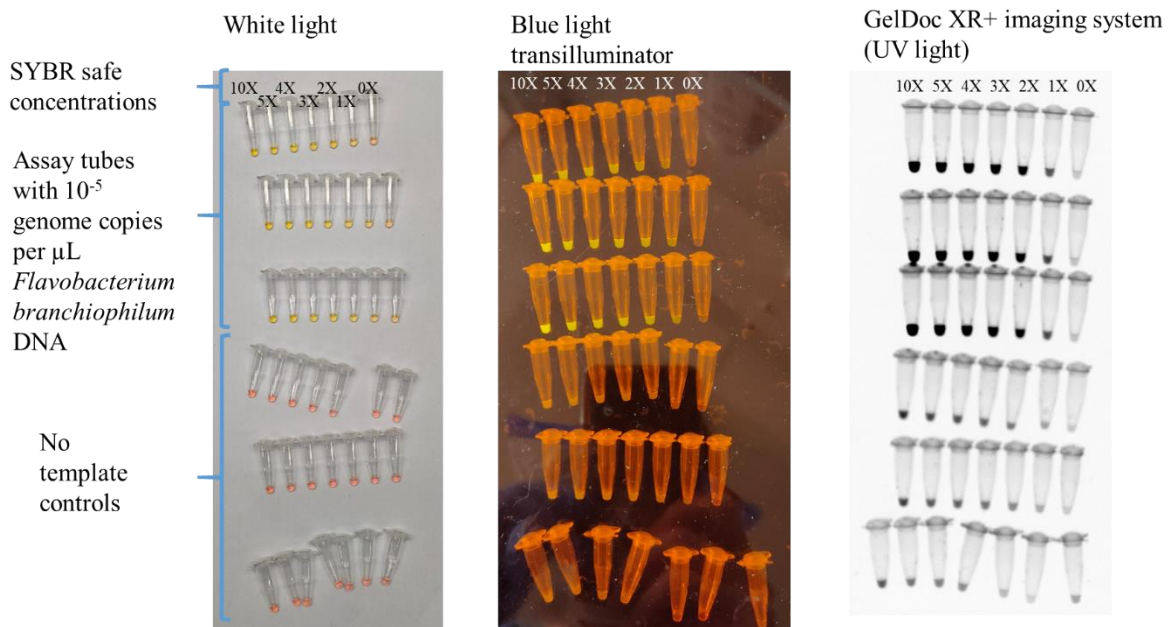 White light
Blue light
transilluminator
GelDoc XR+ imaging system
(UV light)
SYBR safe
concentrations
10X 5X 4X 3X 2X 1X 0X
10X 5X 4X 3X 2X 1X 0X
10X 5X 4X 3X 2X 1X 0X
Assay tubes
with 10⁻⁵
genome copies
per µL
Flavobacterium
branchiophilum
DNA
No
template
controls